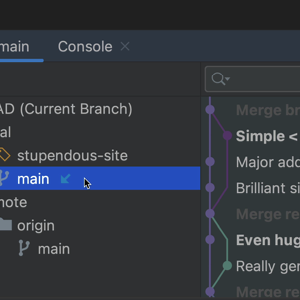 main Console
AD (Current Branch)
al
stupendous-site
main
mote
origin
main
Merge br
Simple <
Major add
Brilliant si
Merge re
Even hug
Really ger
Merge re